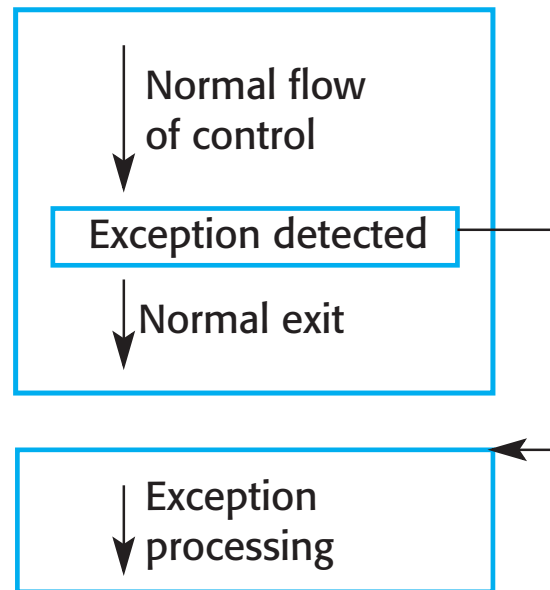 Normal flow
of control
Exception detected
Normal exit
Exception
processing